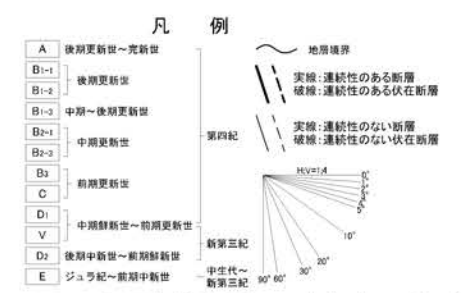 凡 例
A 後期更新世～完新世
B1-1
B1-2
後期更新世
B1-3 中期～後期更新世
B2-1
B2-3
中期更新世
B3
C
前期更新世
D1
V
中期鮮新世～前期更新世
D2 後期中新世～前期鮮新世
E ジュラ紀～前期中新世
第四紀
新第三紀
中生代～
新第三紀
地層境界
実線:連続性のある断層
破線:連続性のある伏在断層
実線:連続性のない断層
破線:連続性のない伏在断層
H:V=1:4
0°
1°
2°
3°
4°
5°
10°
20°
30°
60°
90°